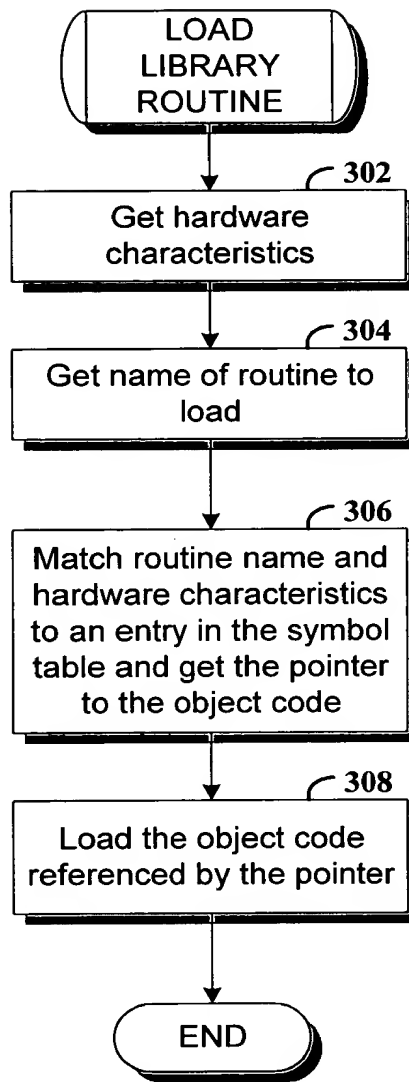 LOAD
LIBRARY
ROUTINE
302
Get hardware
characteristics
304
Get name of routine to
load
306
Match routine name and
hardware characteristics
to an entry in the symbol
table and get the pointer
to the object code
308
Load the object code
referenced by the pointer
END